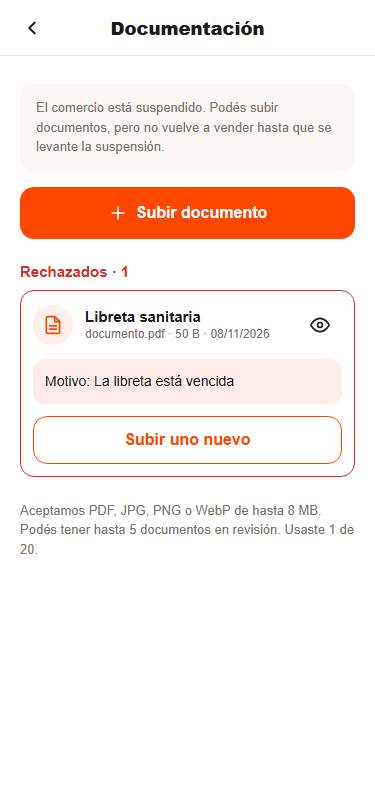 Documentación
El comercio está suspendido. Podés subir
documentos, pero no vuelve a vender hasta que se
levante la suspensión.
Subir documento
Rechazados · 1
Libreta sanitaria
documento.pdf · 50 B · 08/11/2026
Motivo: La libreta está vencida
Subir uno nuevo
Aceptamos PDF, JPG, PNG o WebP de hasta 8 MB.
Podés tener hasta 5 documentos en revisión. Usaste 1 de
20.